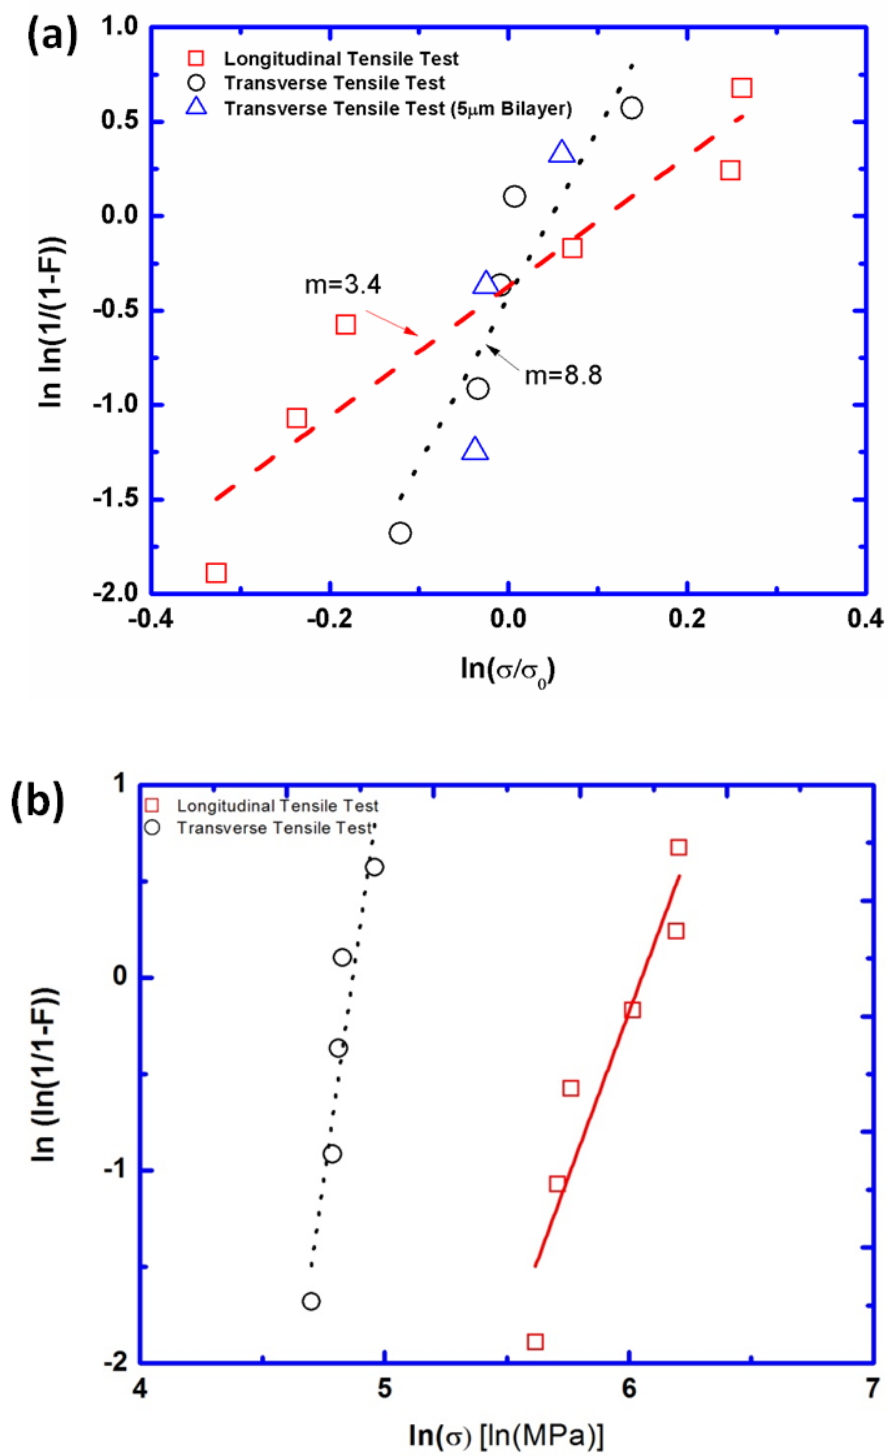 (a)
1.0
Longitudinal Tensile Test
Transverse Tensile Test
Transverse Tensile Test (5μm Bilayer)
0.5
0.0
m=3.4
-0.5
m=8.8
-1.0
-1.5
-2.0
ln ln(1/(1-F))
-0.4 -0.2 0.0 0.2 0.4
ln(σ/σ₀)
(b)
1
Longitudinal Tensile Test
Transverse Tensile Test
0
-1
-2
ln (ln(1/1-F))
4 5 6 7
ln(σ) [ln(MPa)]